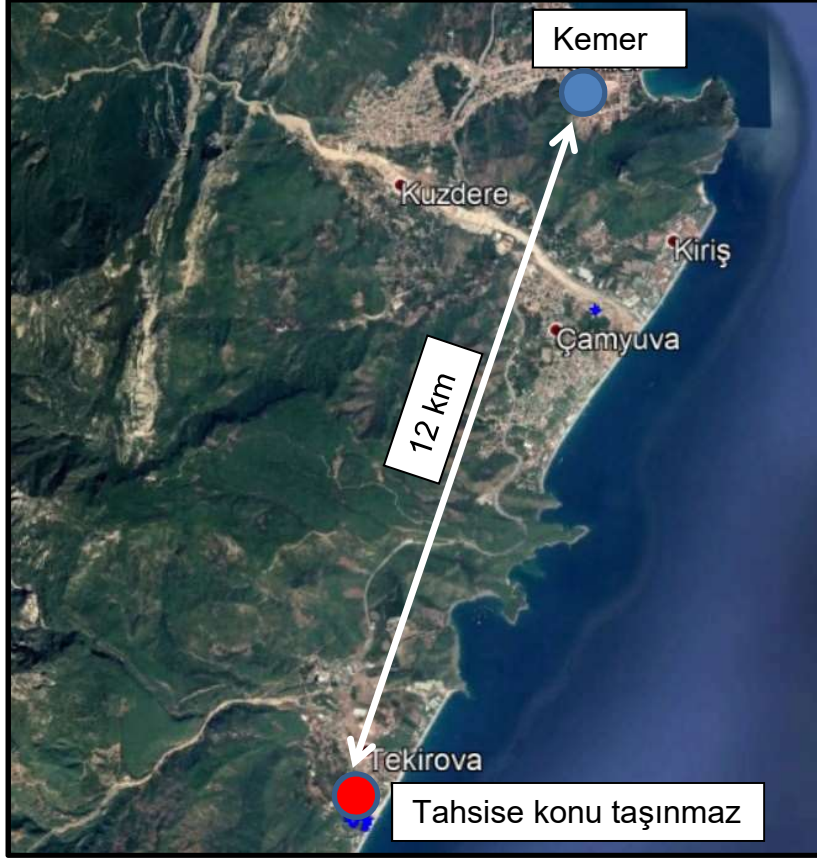 Kemer
Kuzdere
Kiriş
Çamyuva
12 km
Tekirova
Tahsise konu taşınmaz